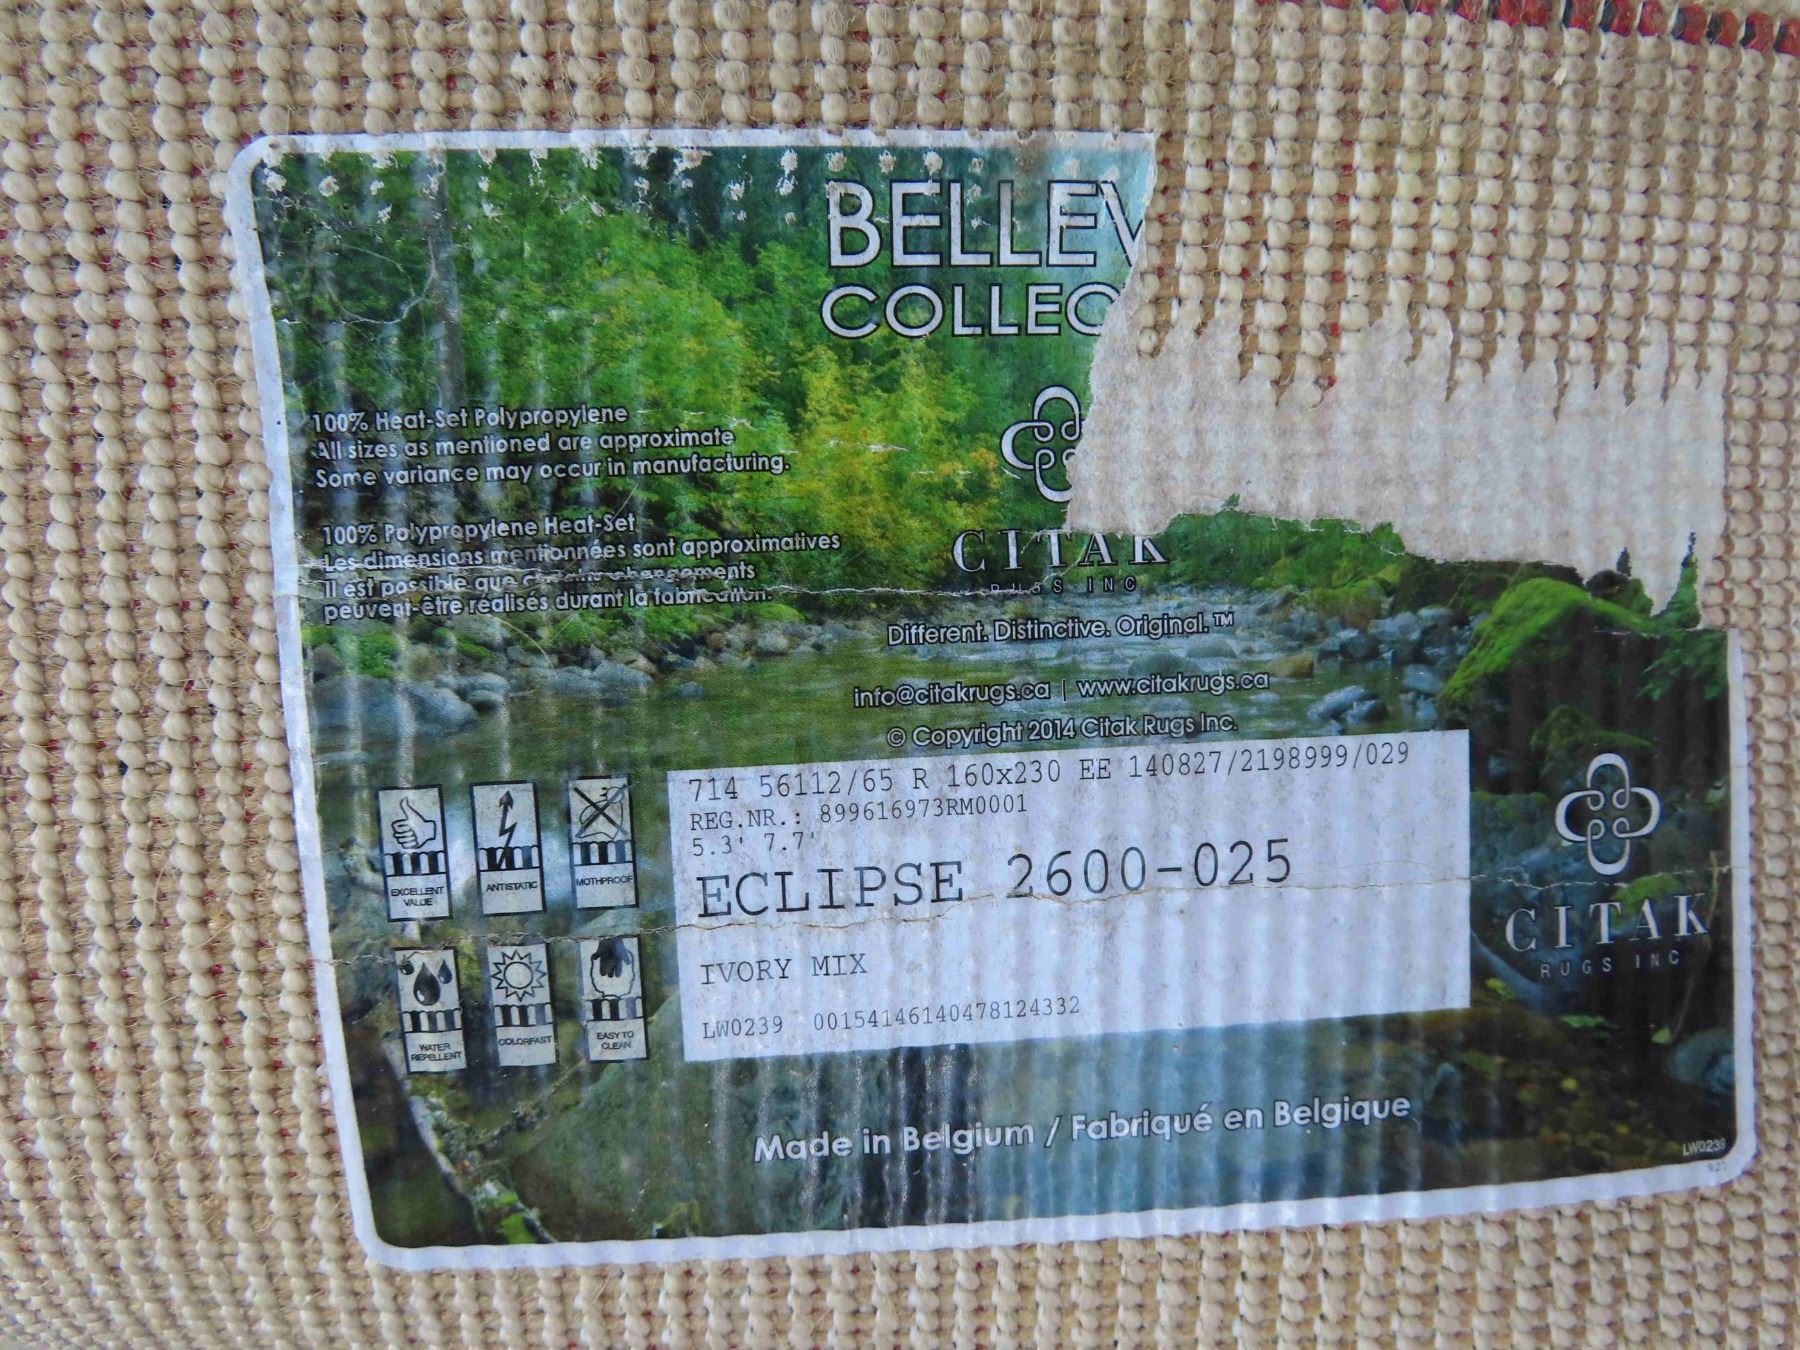 BELLEV
COLLEC
100% Heat-Set Polypropylene
All sizes as mentioned are approximate
Some variance may occur in manufacturing.
100% Polypropylene Heat-Set
Les dimensions mentionnées sont approximatives
Il est possible que
peuvent-être réalisés durant la fabrication.
CITAK
RUGS INC
Different. Distinctive. Original.™
info@citakrugs.ca | www.citakrugs.ca
© Copyright 2014 Citak Rugs Inc.
714 56112/65 R 160x230 EE 140827/2198999/029
REG.NR.: 899616973RM0001
5.3' 7.7'
ECLIPSE 2600-025
IVORY MIX
LW0239 00154146140478124332
EXCELLENT
VALUE
ANTISTATIC
MOTHPROOF
WATER
REPELLENT
COLORFAST
EASY TO
CLEAN
CITAK
RUGS INC
Made in Belgium / Fabriqué en Belgique
LW0239